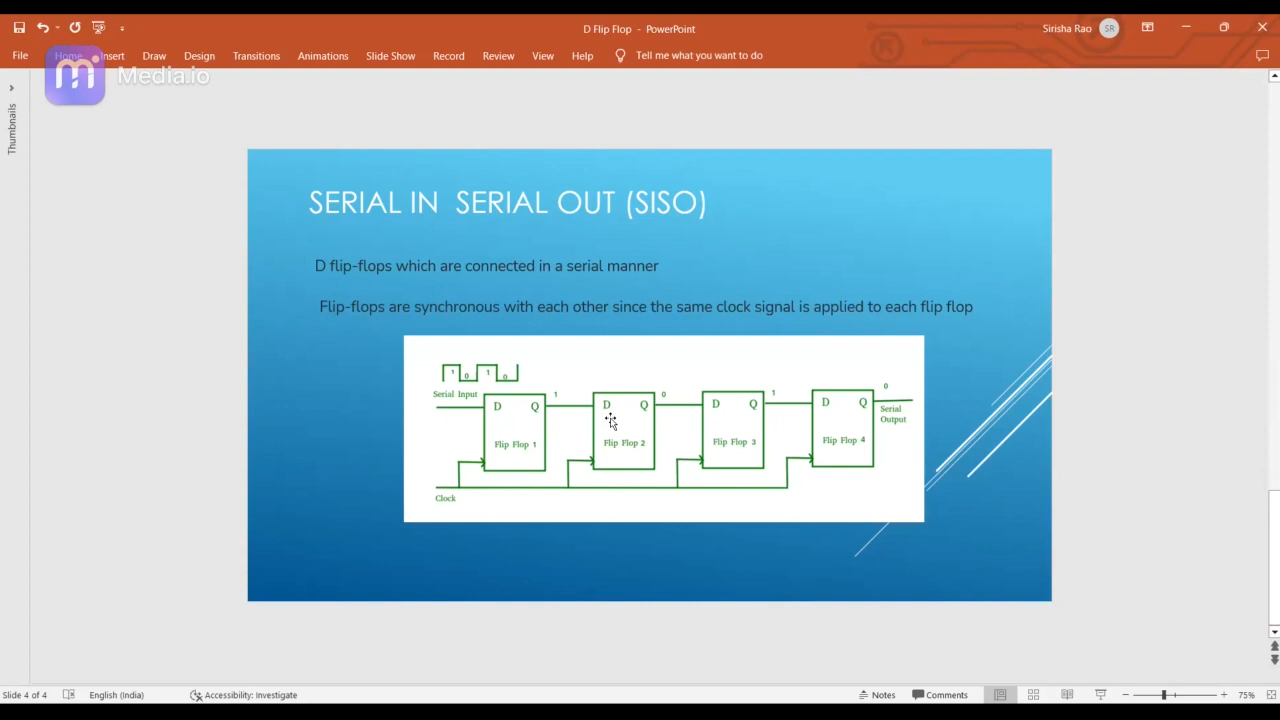 D Flip Flop - PowerPoint
Sirisha Rao SR
File Home Insert Draw Design Transitions Animations Slide Show Record Review View Help Tell me what you want to do
Media.io
Thumbnails
SERIAL IN SERIAL OUT (SISO)
D flip-flops which are connected in a serial manner
Flip-flops are synchronous with each other since the same clock signal is applied to each flip flop
1 0 1 0
Serial Input 1 0 1 0
D Q D Q D Q D Q
Serial
Output
Flip Flop 1 Flip Flop 2 Flip Flop 3 Flip Flop 4
Clock
Slide 4 of 4 English (India) Accessibility: Investigate Notes Comments 75%